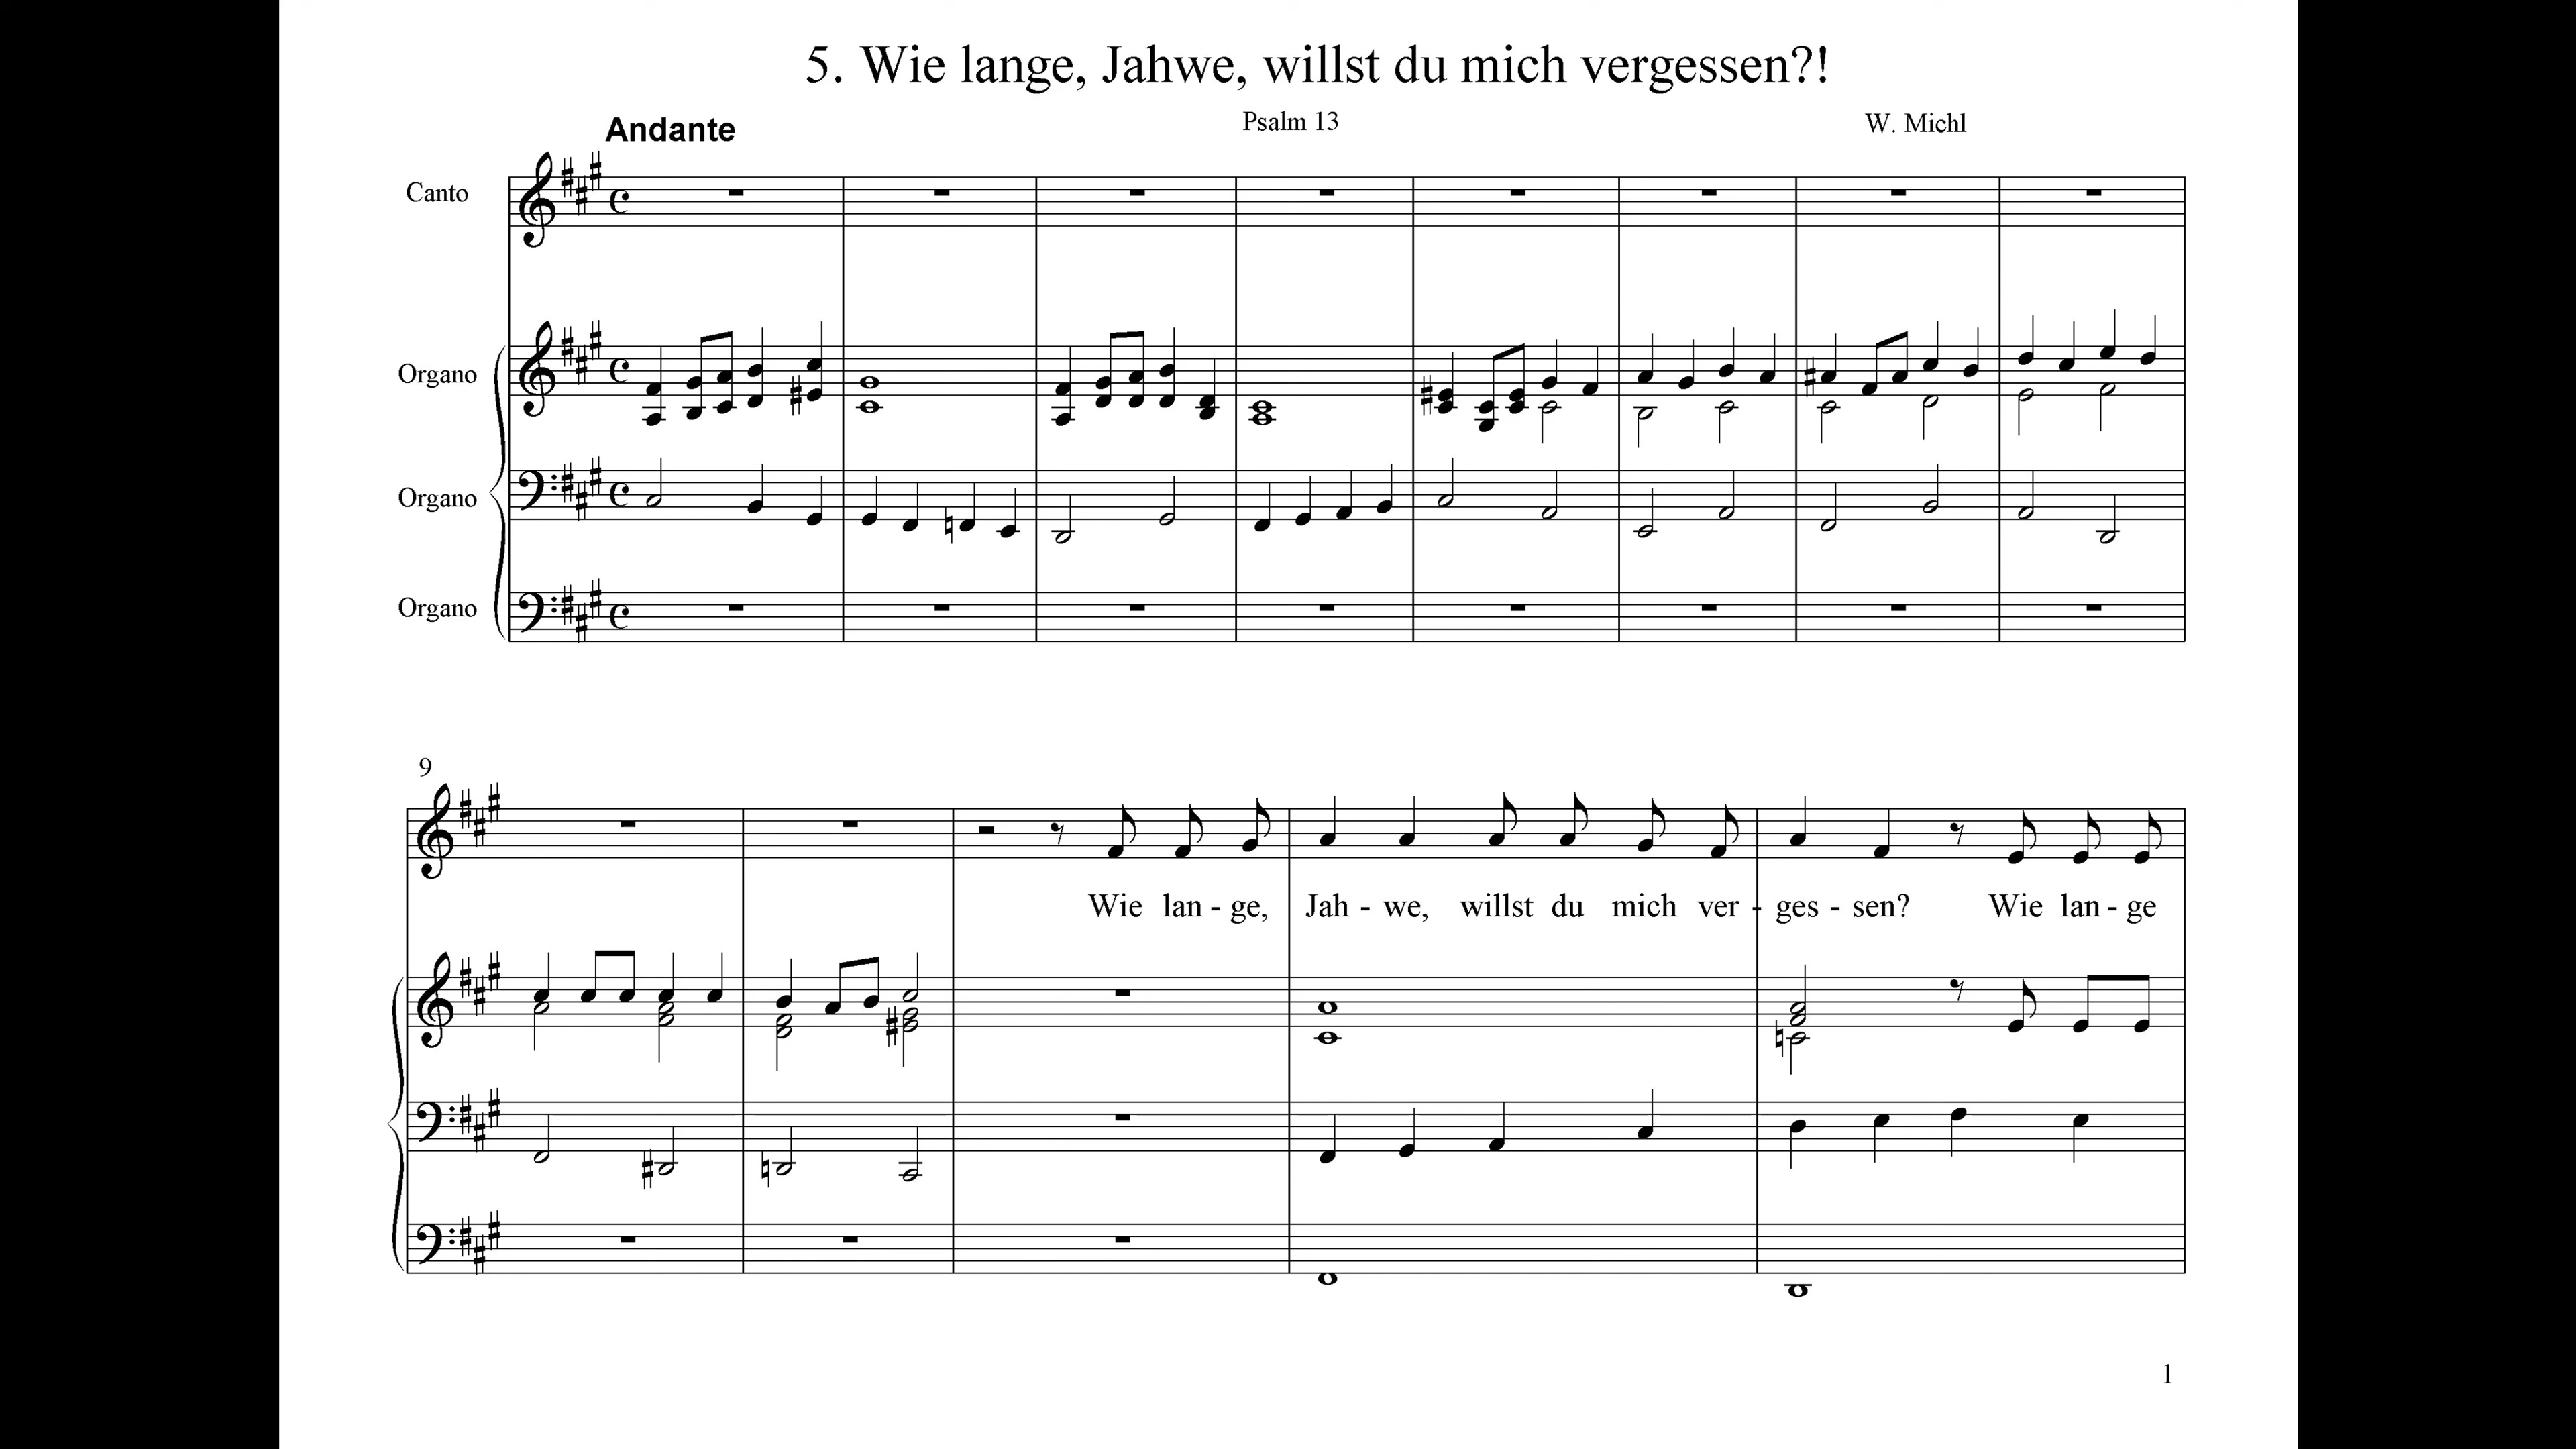 5. Wie lange, Jahwe, willst du mich vergessen?!
Andante
Psalm 13
W. Michl
Canto
Organo
Organo
Organo
9
Wie lan - ge, Jah - we, willst du mich ver - ges - sen? Wie lan - ge
1